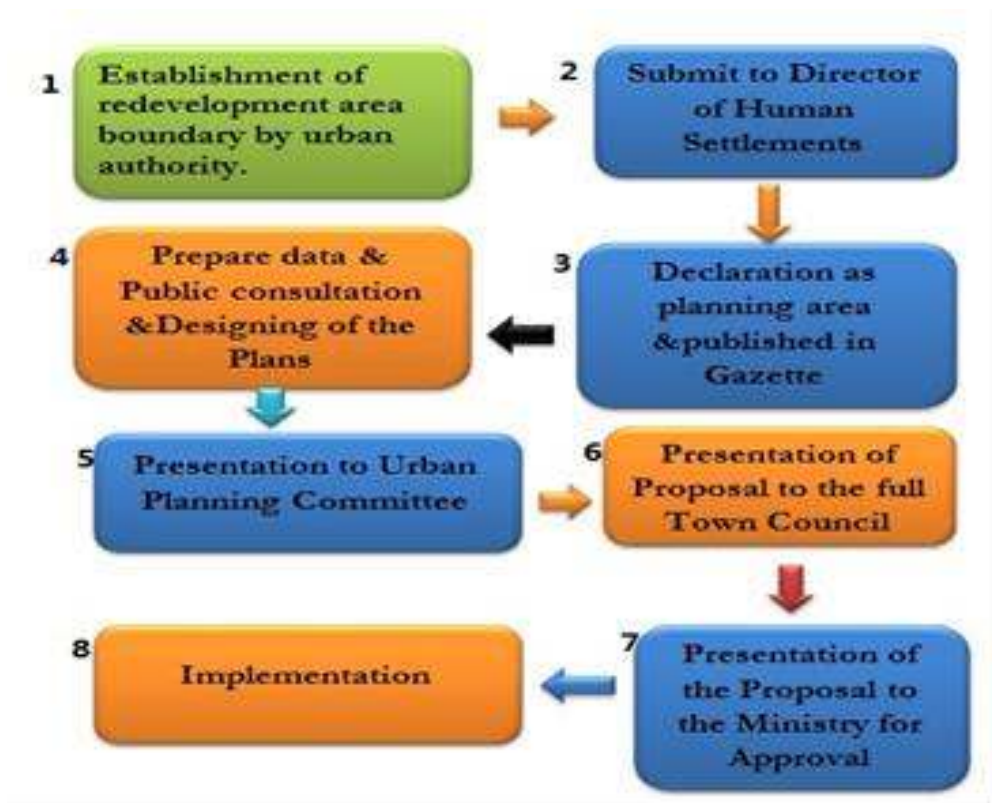 1
Establishment of
redevelopment area
boundary by urban
authority.
2
Submit to Director
of Human
Settlements
3
Declaration as
planning area
&published in
Gazette
4
Prepare data &
Public consultation
&Designing of the
Plans
5
Presentation to Urban
Planning Committee
6
Presentation of
Proposal to the full
Town Council
7
Presentation of
the Proposal to
the Ministry for
Approval
8
Implementation